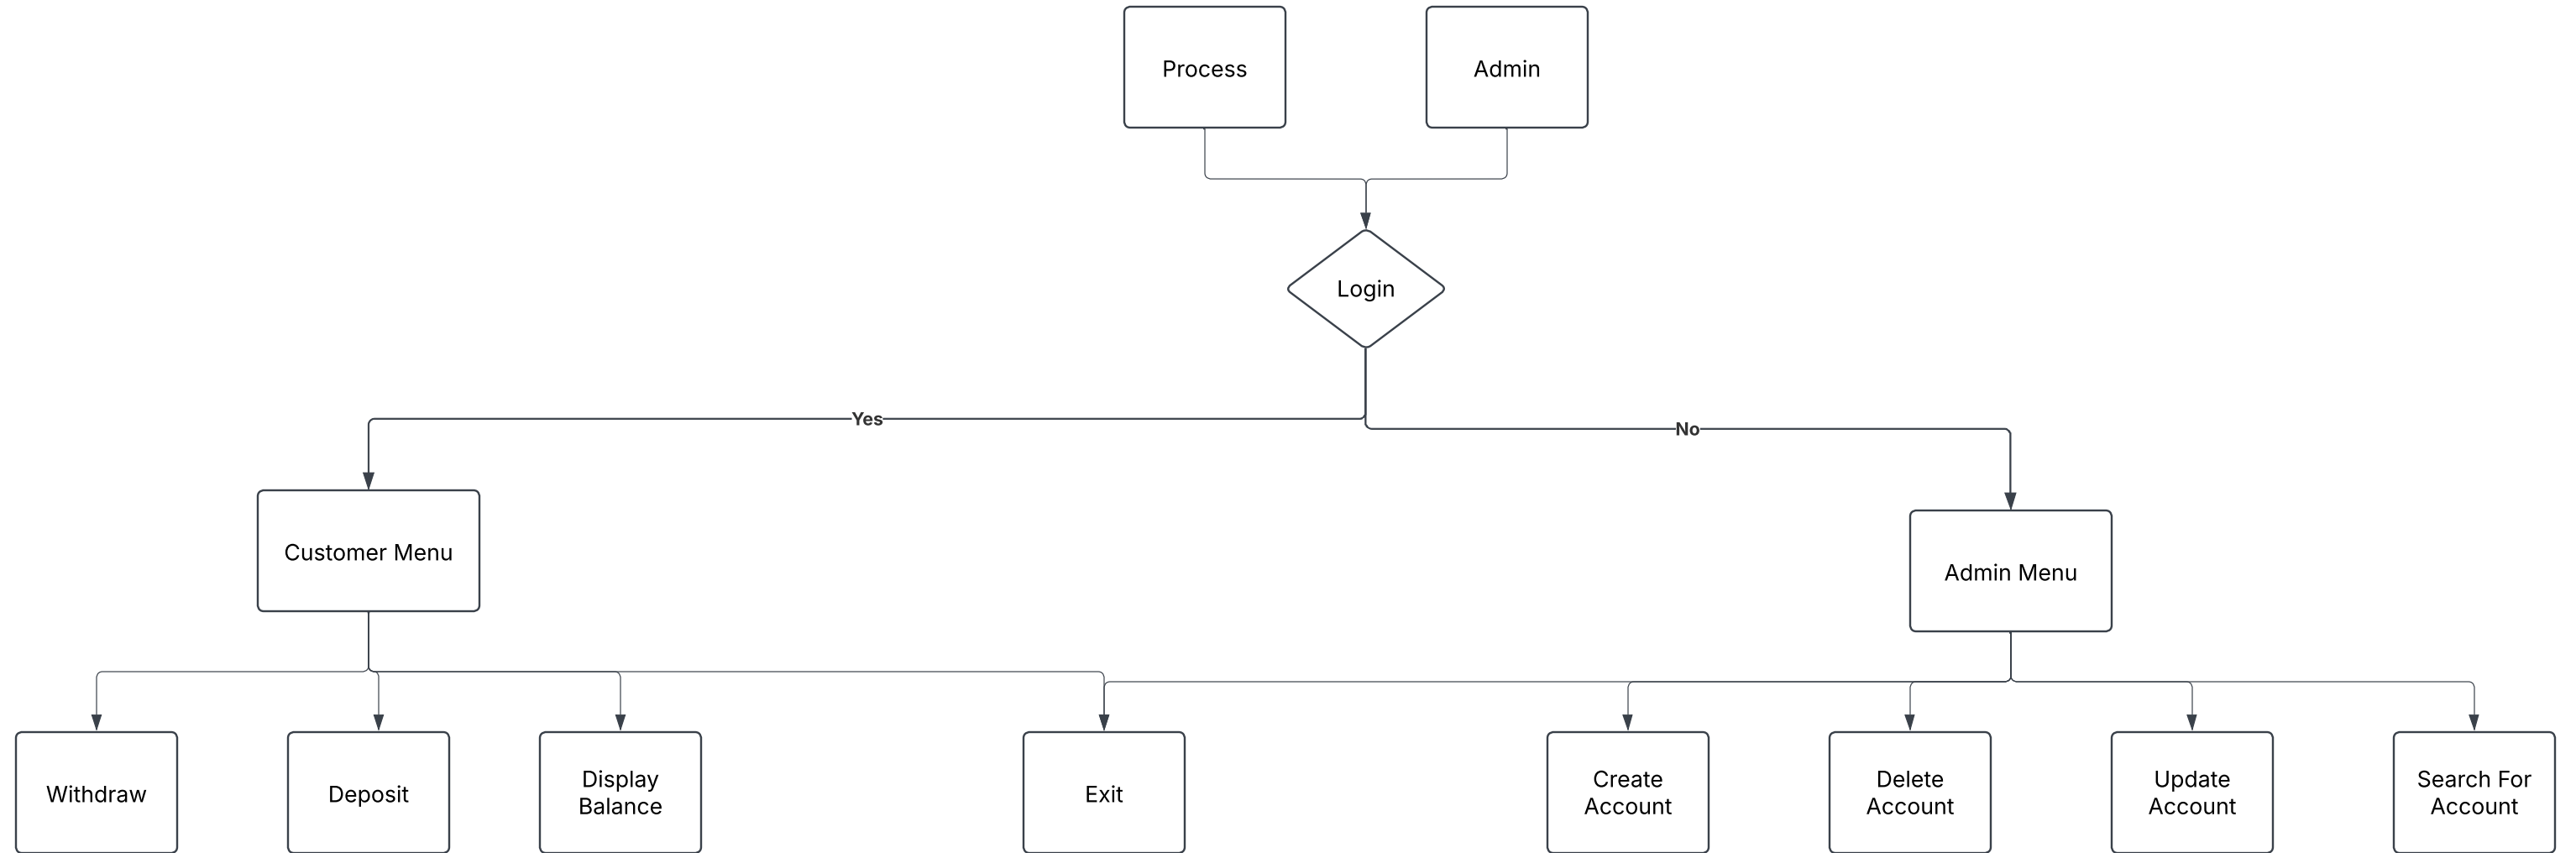 Process
Admin
Login
Yes
No
Customer Menu
Admin Menu
Withdraw
Deposit
Display
Balance
Exit
Create
Account
Delete
Account
Update
Account
Search For
Account